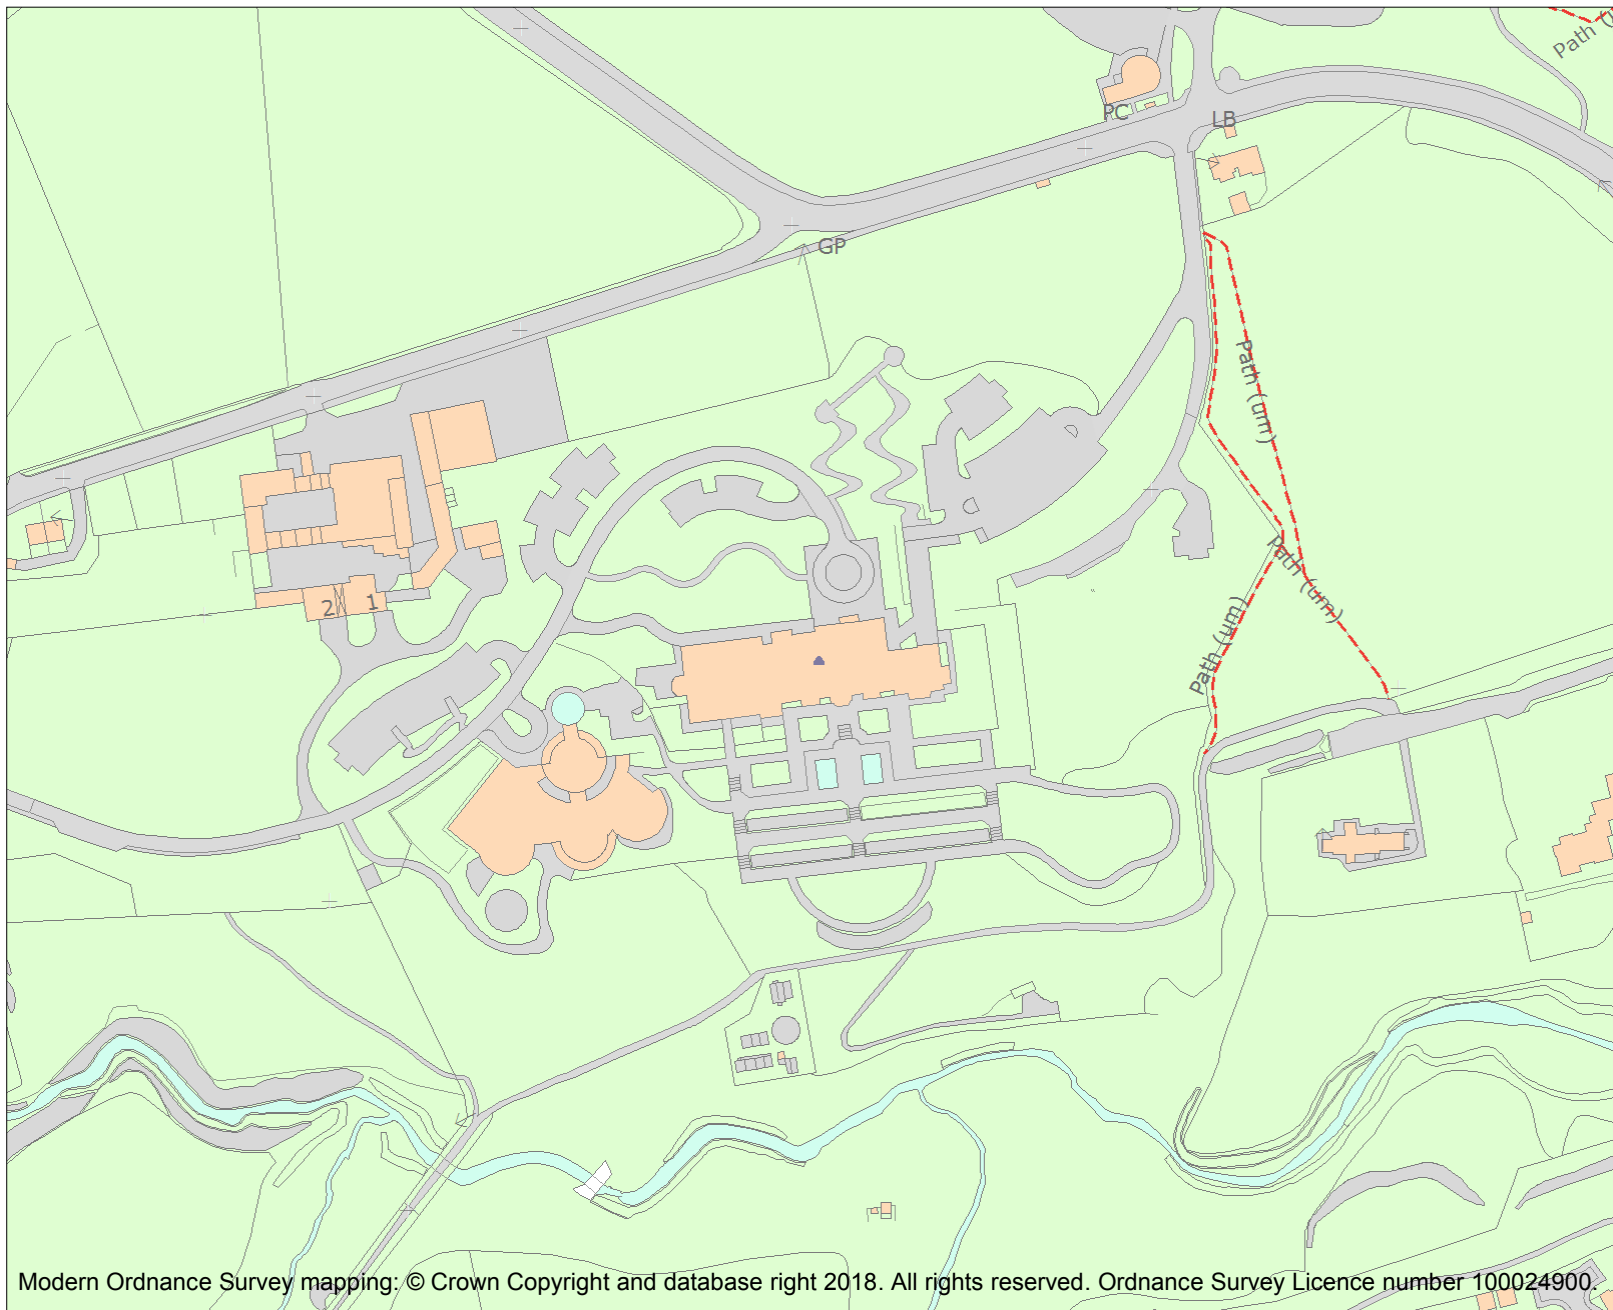 Path (u
PC
LB
GP
Path (um)
Path (um)
Path (um)
2
1
Modern Ordnance Survey mapping: © Crown Copyright and database right 2018. All rights reserved. Ordnance Survey Licence number 100024900.